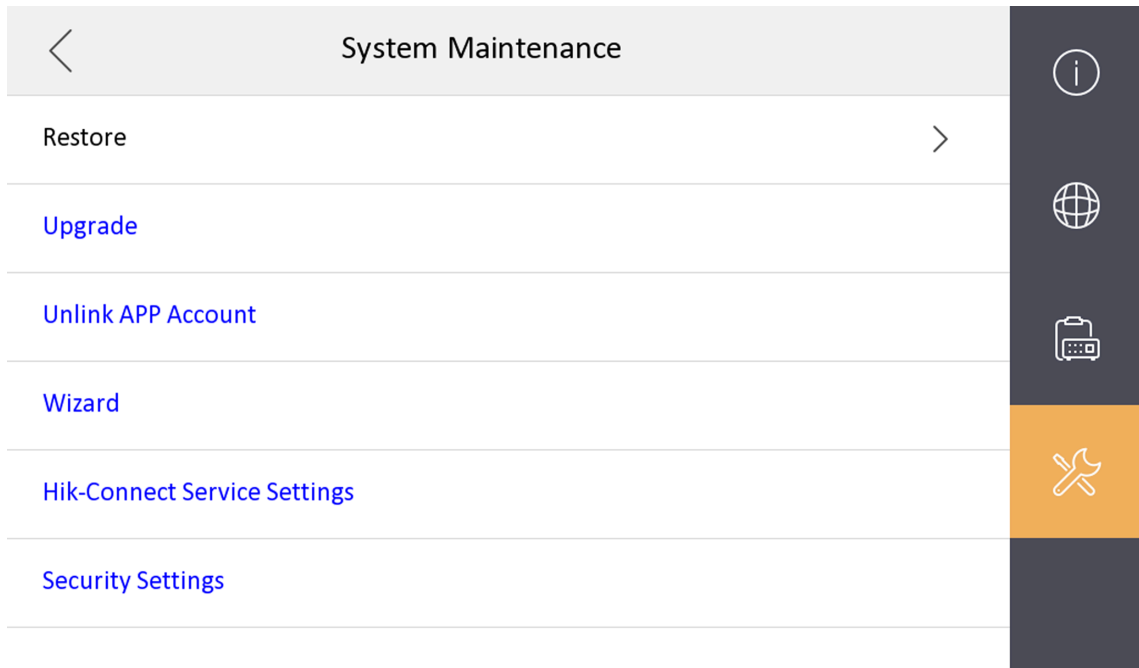 System Maintenance
Restore
Upgrade
Unlink APP Account
Wizard
Hik-Connect Service Settings
Security Settings